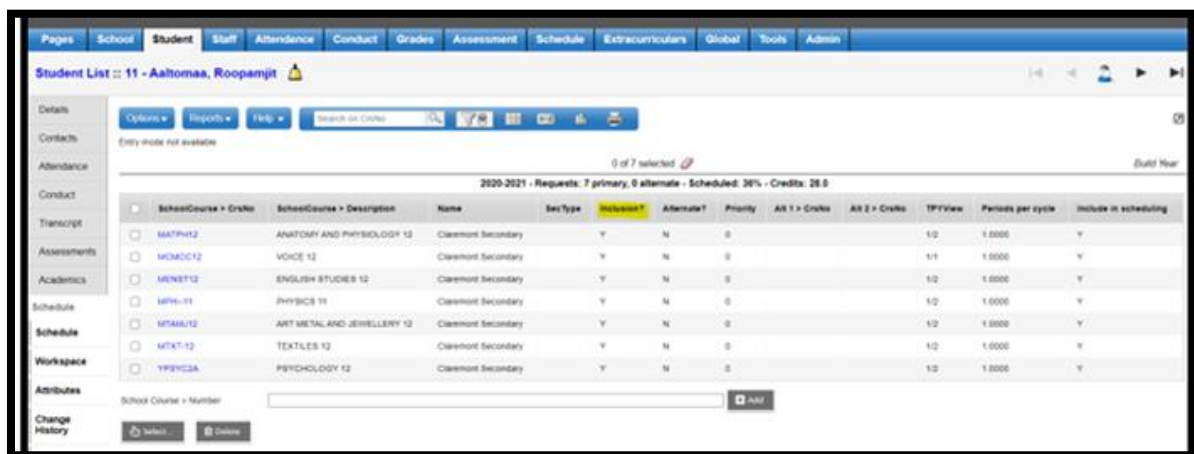 Pages School Student Staff Attendance Conduct Grades Assessment Schedule Extracurriculars Global Tools Admin
Student List :: 11 - Aaltomaa, Roopamjit
Details
Contacts
Attendance
Conduct
Transcript
Assessments
Academics
Schedule
Schedule
Workspace
Attributes
Change
History
Options Reports Help Search on CrsNo
Entry mode not available
0 of 7 selected Build Year
2020-2021 - Requests: 7 primary, 0 alternate - Scheduled: 36% - Credits: 28.0
SchoolCourse > CrsNo SchoolCourse > Description Name SecType Inclusion? Alternate? Priority Alt 1 > CrsNo Alt 2 > CrsNo TPYView Periods per cycle Include in scheduling
MATPH12 ANATOMY AND PHYSIOLOGY 12 Claremont Secondary Y N 0 1/2 1.0000 Y
MCMCC12 VOICE 12 Claremont Secondary Y N 0 1/1 1.0000 Y
MENST12 ENGLISH STUDIES 12 Claremont Secondary Y N 0 1/2 1.0000 Y
MPH--11 PHYSICS 11 Claremont Secondary Y N 0 1/2 1.0000 Y
MTAMJ12 ART METAL AND JEWELLERY 12 Claremont Secondary Y N 0 1/2 1.0000 Y
MTXT-12 TEXTILES 12 Claremont Secondary Y N 0 1/2 1.0000 Y
YPSYC2A PSYCHOLOGY 12 Claremont Secondary Y N 0 1/2 1.0000 Y
School Course > Number Add
Select... Delete